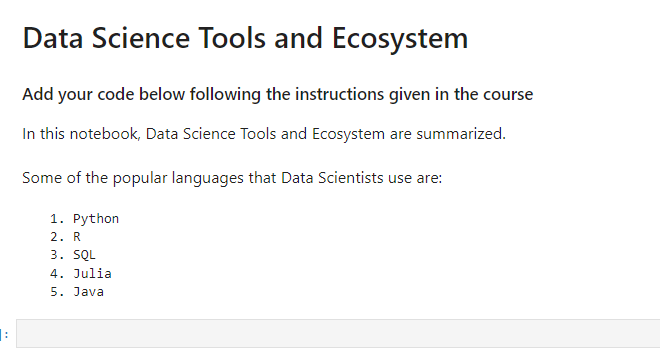 Data Science Tools and Ecosystem
Add your code below following the instructions given in the course
In this notebook, Data Science Tools and Ecosystem are summarized.
Some of the popular languages that Data Scientists use are:
1. Python
2. R
3. SQL
4. Julia
5. Java
]: